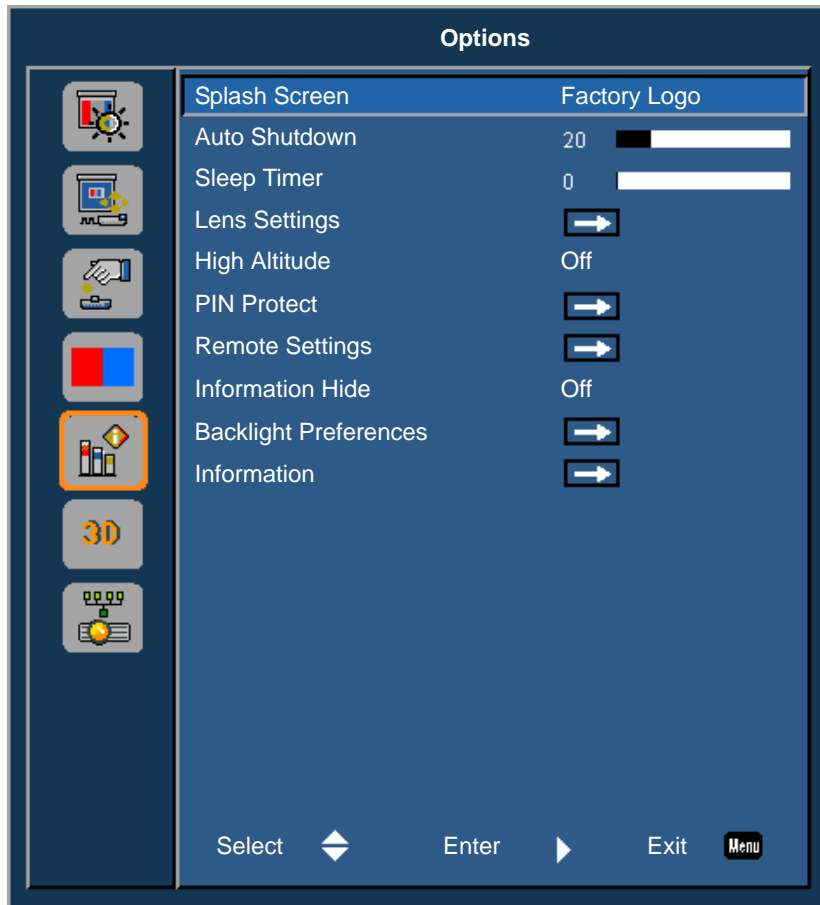 Options
Splash Screen Factory Logo
Auto Shutdown 20
Sleep Timer 0
Lens Settings
High Altitude Off
PIN Protect
Remote Settings
Information Hide Off
Backlight Preferences
Information
3D
Select Enter Exit Menu